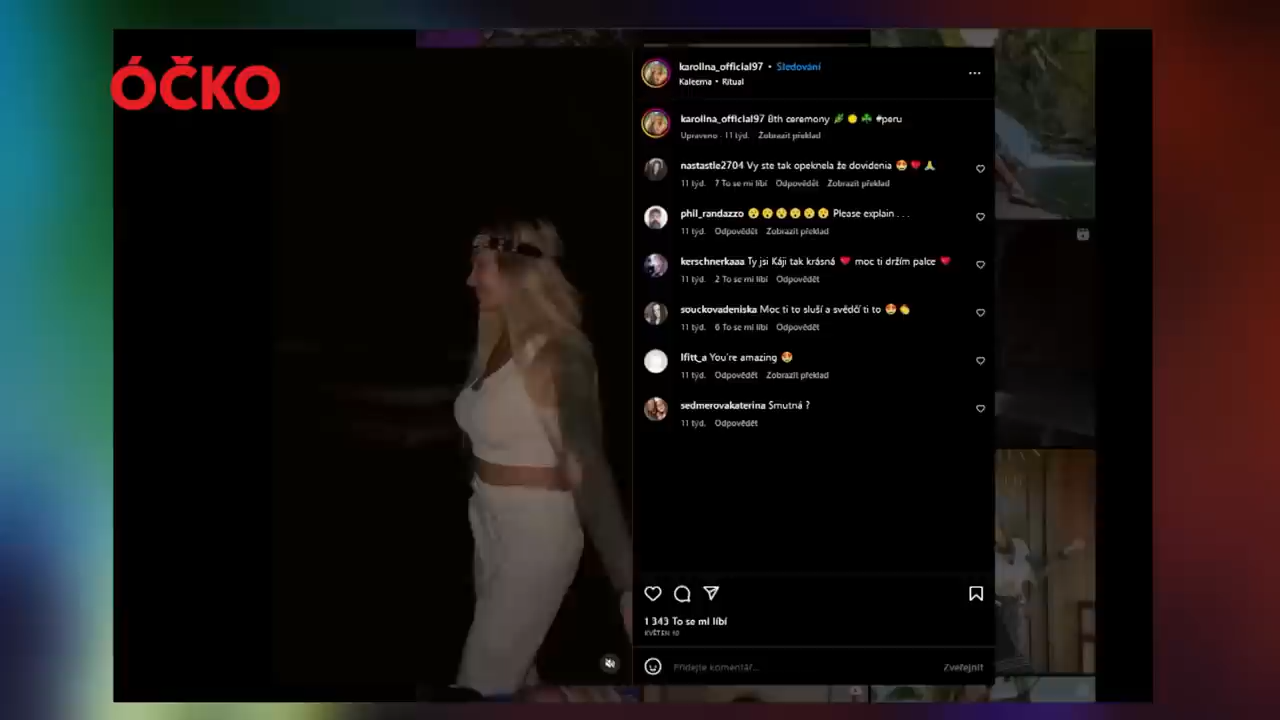 ÓČKO
karolina_official97 • Sledování
Kaleema • Ritual
karolina_official97 8th ceremony 🌿 🌕 ☘️ #peru
Upraveno · 11 týd. Zobrazit překlad
nastastle2704 Vy ste tak opeknela že dovidenia 😍 ❤️ 🙏
11 týd. 7 To se mi líbí Odpovědět Zobrazit překlad
phil_randazzo 😮 😮 😮 😮 😮 😮 Please explain . . .
11 týd. Odpovědět Zobrazit překlad
kerschnerkaaa Ty jsi Káji tak krásná ❤️ moc ti držím palce ❤️
11 týd. 2 To se mi líbí Odpovědět
souckovadeniska Moc ti to sluší a svědčí ti to 😍 👏
11 týd. 6 To se mi líbí Odpovědět
lfitt_a You're amazing 😍
11 týd. Odpovědět Zobrazit překlad
sedmerovakaterina Smutná ?
11 týd. Odpovědět
1 343 To se mi líbí
KVĚTEN 10
Přidejte komentář...
Zveřejnit